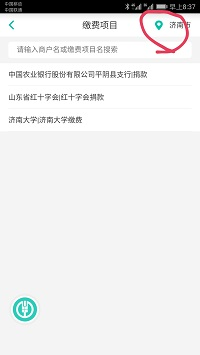 中国移动
中国联通
早上8:37
缴费项目
济南市
请输入商户名或缴费项目名搜索
中国农业银行股份有限公司平阴县支行|捐款
山东省红十字会|红十字会捐款
济南大学|济南大学缴费